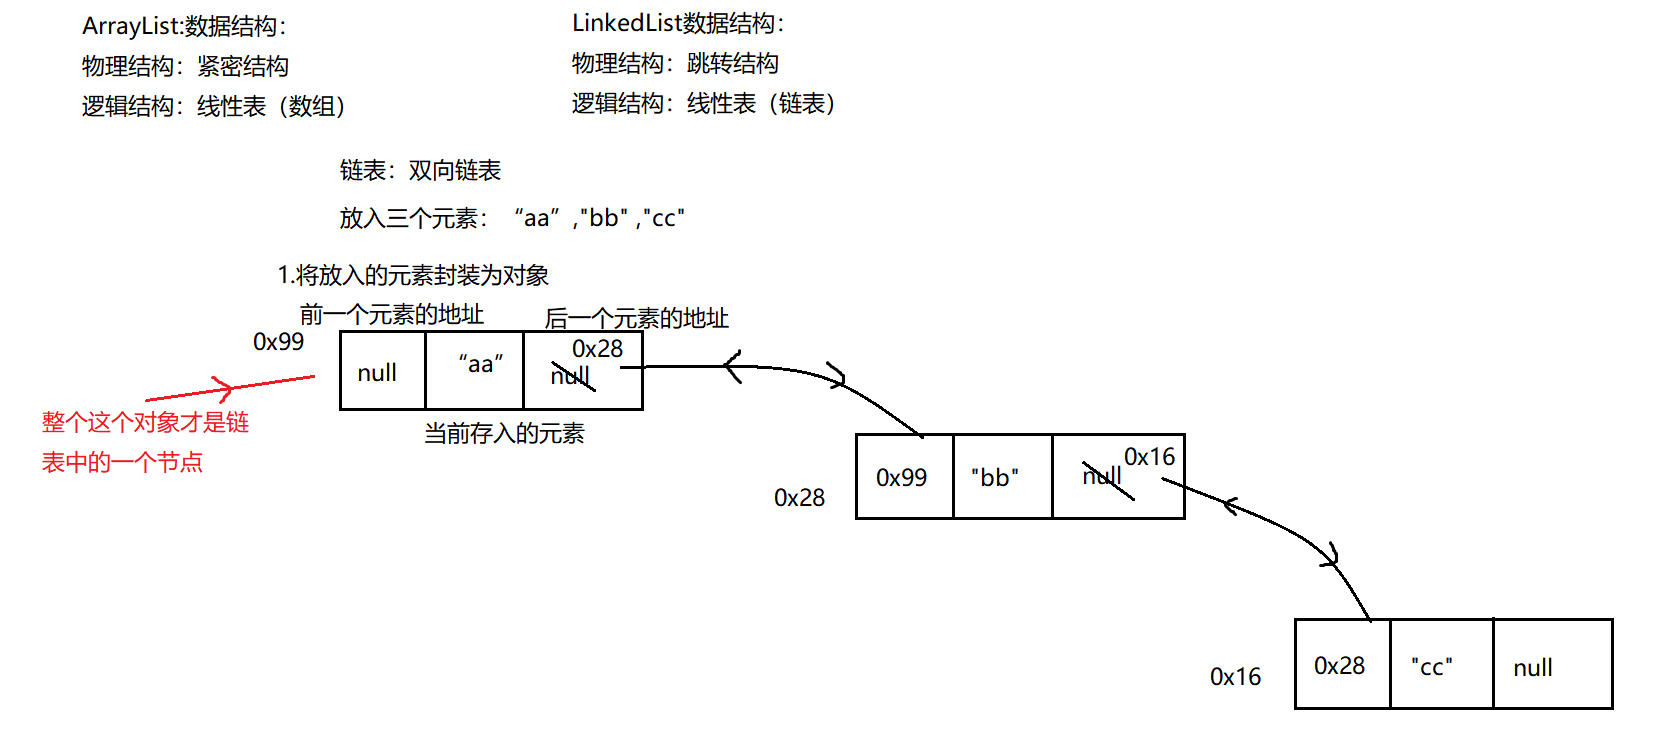 ArrayList:数据结构：
物理结构：紧密结构
逻辑结构：线性表（数组）
LinkedList数据结构：
物理结构：跳转结构
逻辑结构：线性表（链表）
链表：双向链表
放入三个元素：“aa”,"bb" ,"cc"
1.将放入的元素封装为对象
前一个元素的地址
后一个元素的地址
0x99
null
“aa”
0x28
null
当前存入的元素
整个这个对象才是链
表中的一个节点
0x28
0x99
"bb"
null
0x16
0x16
0x28
"cc"
null